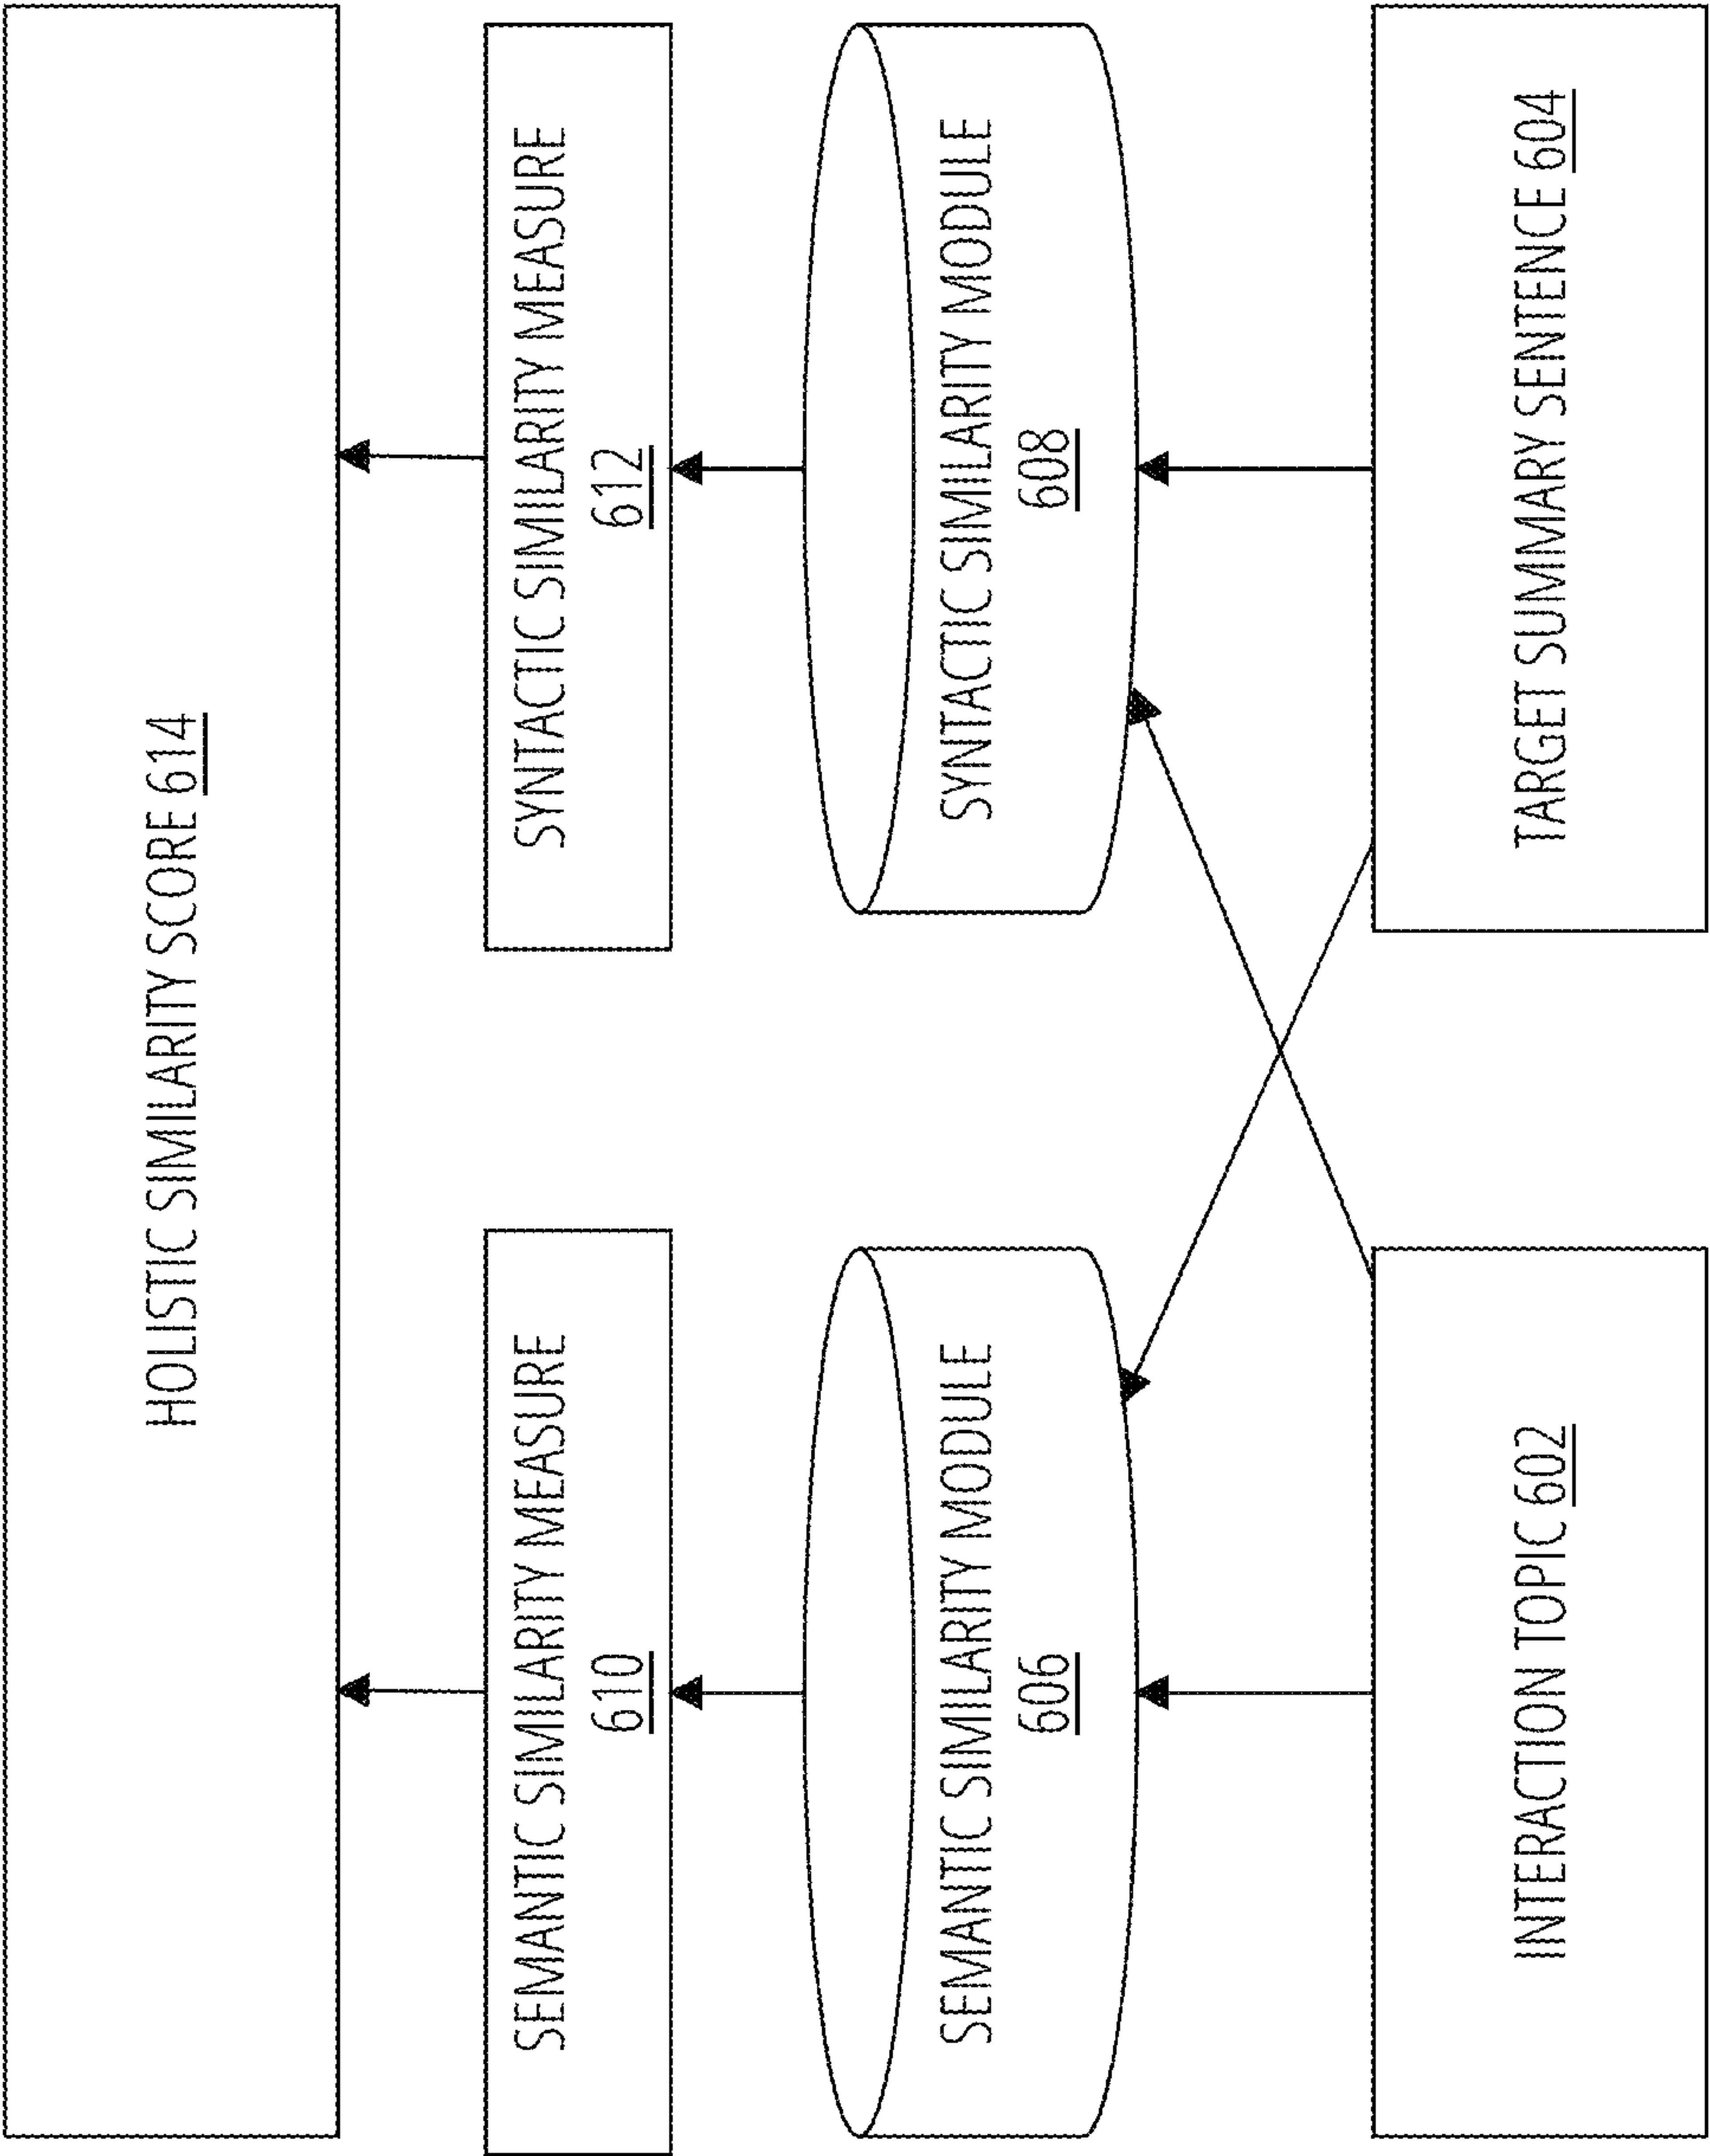 HOLISTIC SIMILARITY SCORE 614
SEMANTIC SIMILARITY MEASURE
610
SYNTACTIC SIMILARITY MEASURE
612
SEMANTIC SIMILARITY MODULE
606
SYNTACTIC SIMILARITY MODULE
608
INTERACTION TOPIC 602
TARGET SUMMARY SENTENCE 604